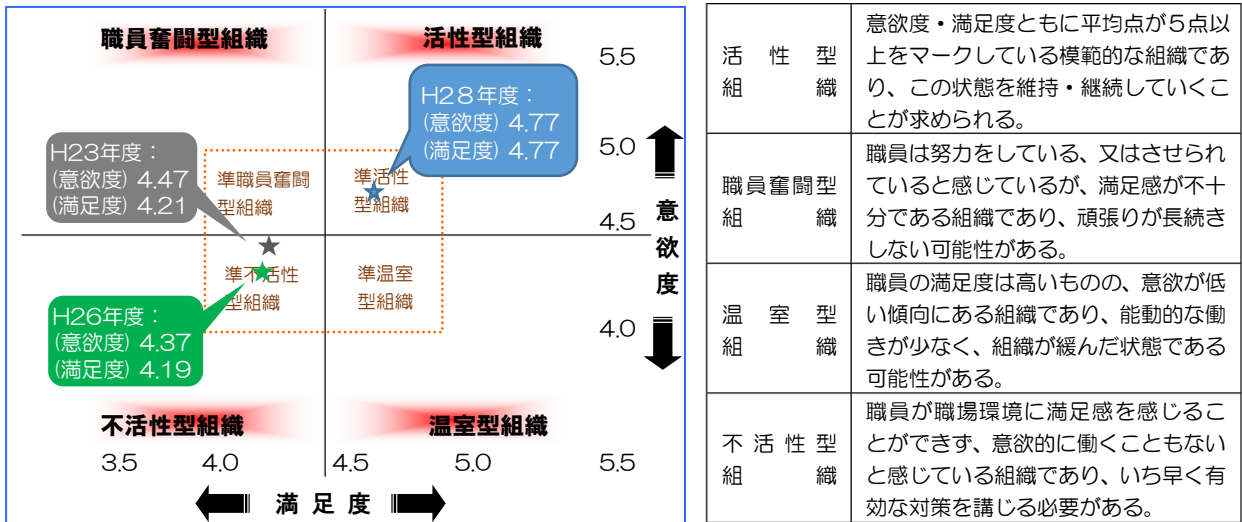 職員奮闘型組織
活性型組織
5.5
H28年度:
(意欲度) 4.77
(満足度) 4.77
5.0
H23年度:
(意欲度) 4.47
(満足度) 4.21
準職員奮闘
型組織
準活性
型組織
4.5
意欲度
準不活性
型組織
準温室
型組織
4.0
H26年度:
(意欲度) 4.37
(満足度) 4.19
不活性型組織
温室型組織
3.5
4.0
4.5
5.0
5.5
満足度
活性型
組織
意欲度・満足度ともに平均点が5点以
上をマークしている模範的な組織であ
り、この状態を維持・継続していくこ
とが求められる。
職員奮闘型
組織
職員は努力をしている、又はさせられ
ていると感じているが、満足感が不十
分である組織であり、頑張りが長続き
しない可能性がある。
温室型
組織
職員の満足度は高いものの、意欲が低
い傾向にある組織であり、能動的な働
きが少なく、組織が緩んだ状態である
可能性がある。
不活性型
組織
職員が職場環境に満足感を感じるこ
とができず、意欲的に働くこともない
と感じている組織であり、いち早く有
効な対策を講じる必要がある。